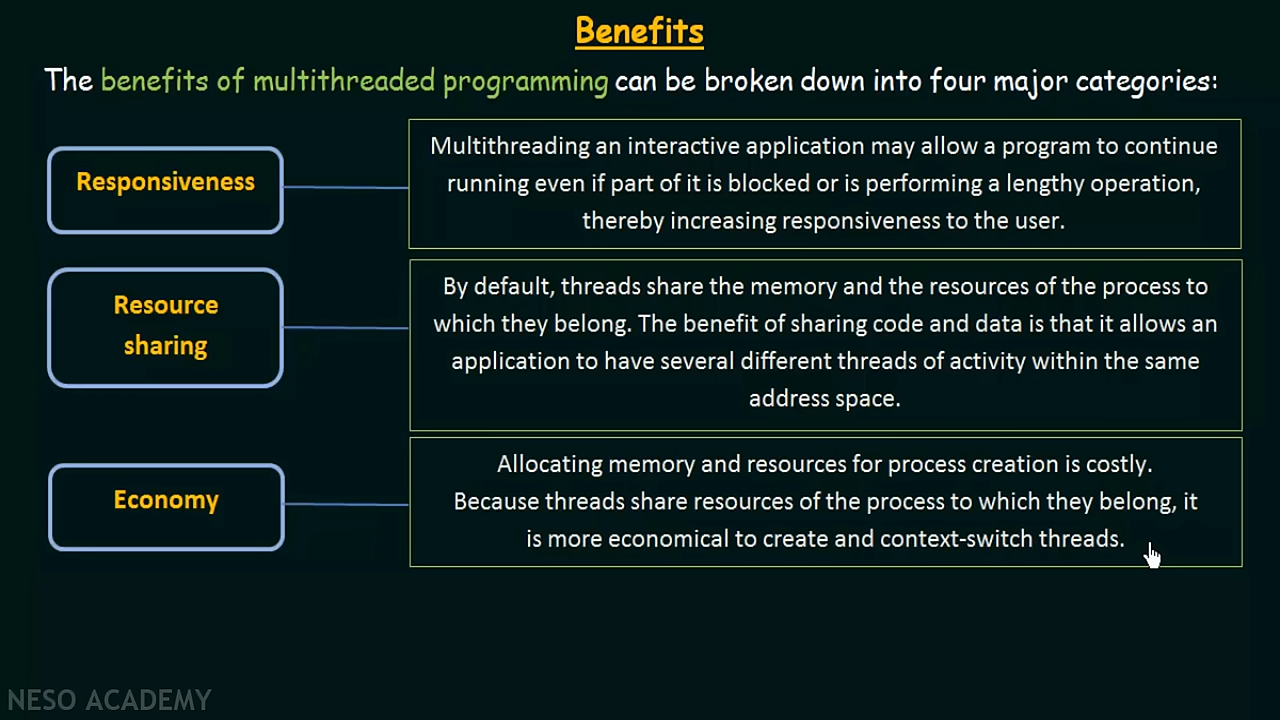 Benefits
The benefits of multithreaded programming can be broken down into four major categories:
Responsiveness
Multithreading an interactive application may allow a program to continue
running even if part of it is blocked or is performing a lengthy operation,
thereby increasing responsiveness to the user.
Resource
sharing
By default, threads share the memory and the resources of the process to
which they belong. The benefit of sharing code and data is that it allows an
application to have several different threads of activity within the same
address space.
Economy
Allocating memory and resources for process creation is costly.
Because threads share resources of the process to which they belong, it
is more economical to create and context-switch threads.
NESO ACADEMY